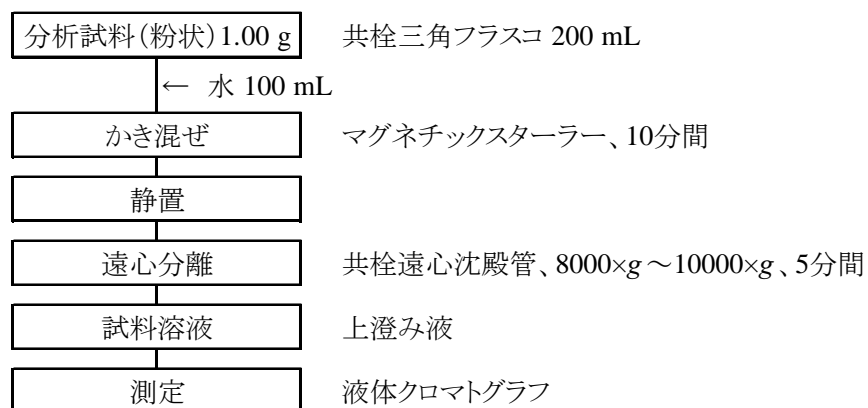 分析試料(粉状)1.00 g 共栓三角フラスコ 200 mL
← 水 100 mL
かき混ぜ マグネチックスターラー、10分間
静置
遠心分離 共栓遠心沈殿管、8000×g～10000×g、5分間
試料溶液 上澄み液
測定 液体クロマトグラフ